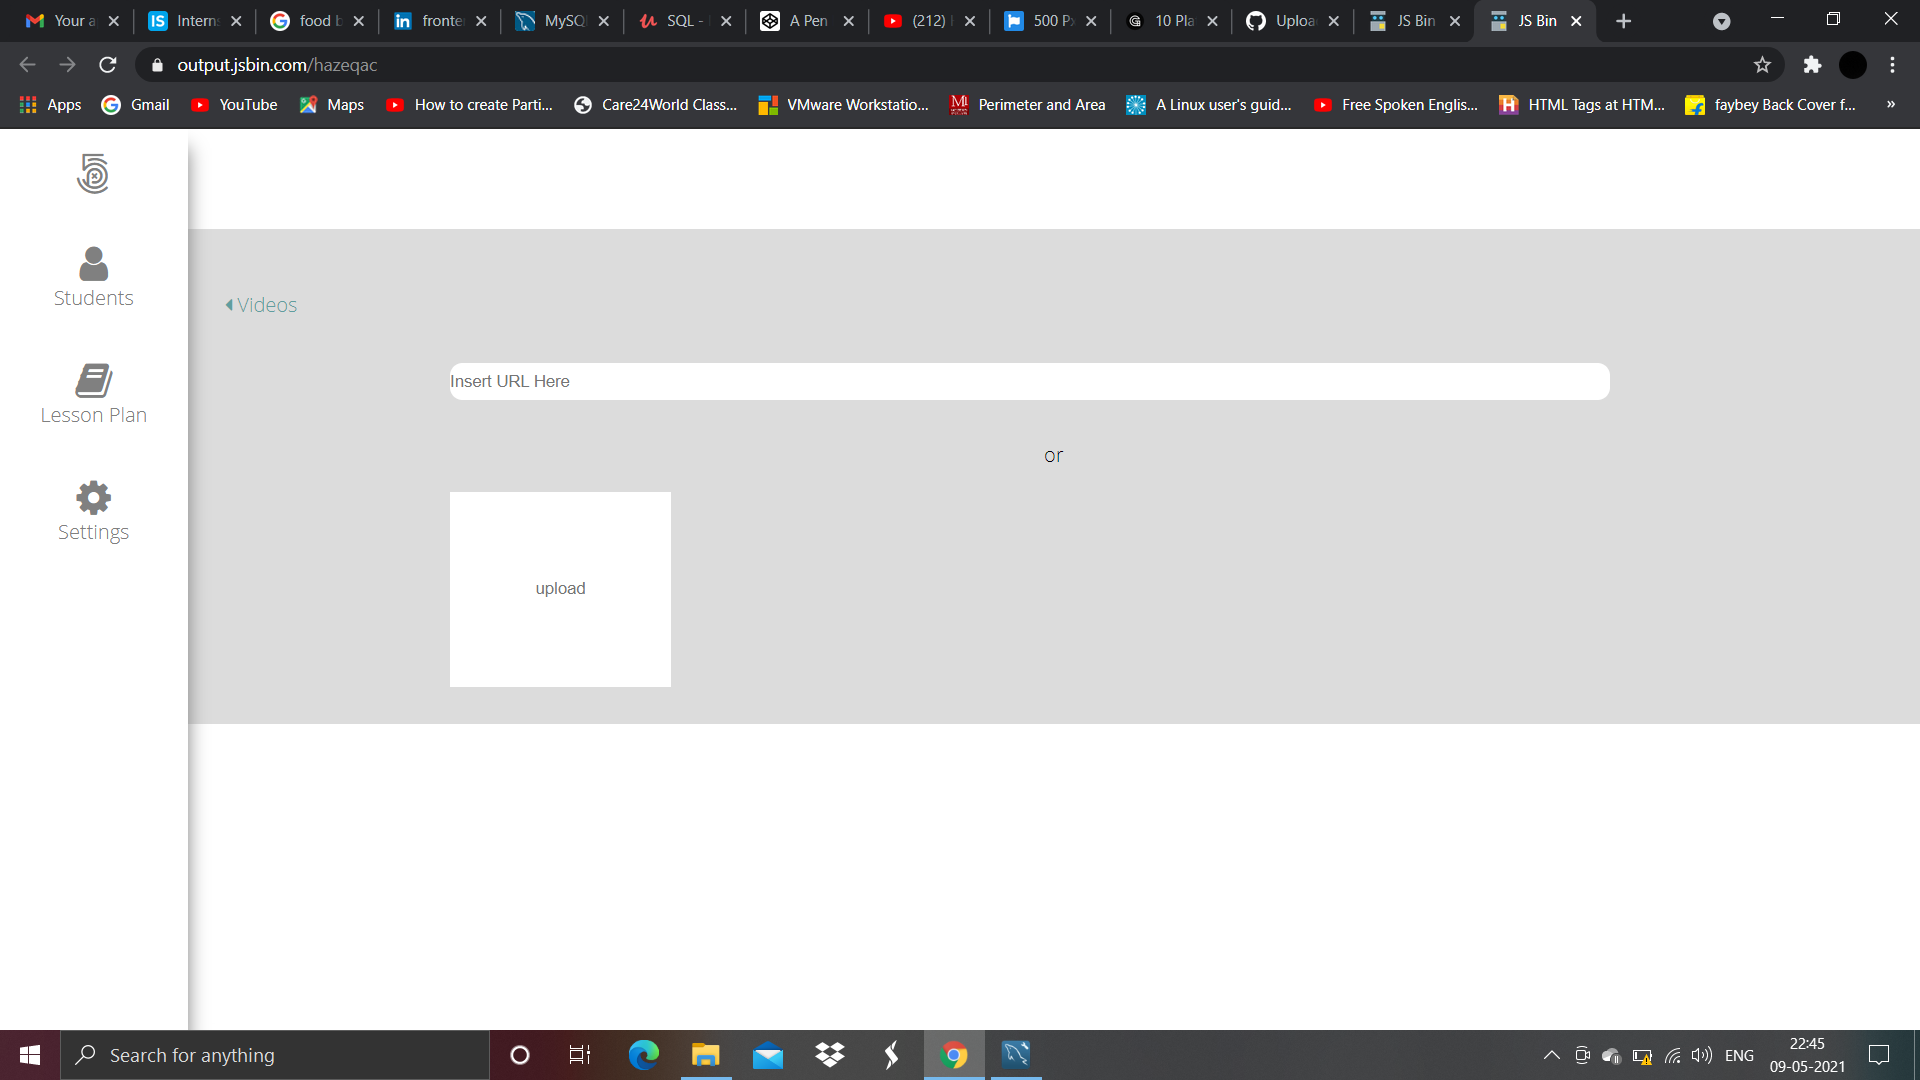 Your a
Intern
food b
fronte
MySQ
SQL -
A Pen
(212)
500 Px
10 Pla
Uploa
JS Bin
JS Bin
output.jsbin.com/hazeqac
Apps
Gmail
YouTube
Maps
How to create Parti...
Care24World Class...
VMware Workstatio...
Perimeter and Area
A Linux user's guid...
Free Spoken Englis...
HTML Tags at HTM...
faybey Back Cover f...
»
Students
Lesson Plan
Settings
Videos
Insert URL Here
or
upload
Search for anything
ENG
22:45
09-05-2021